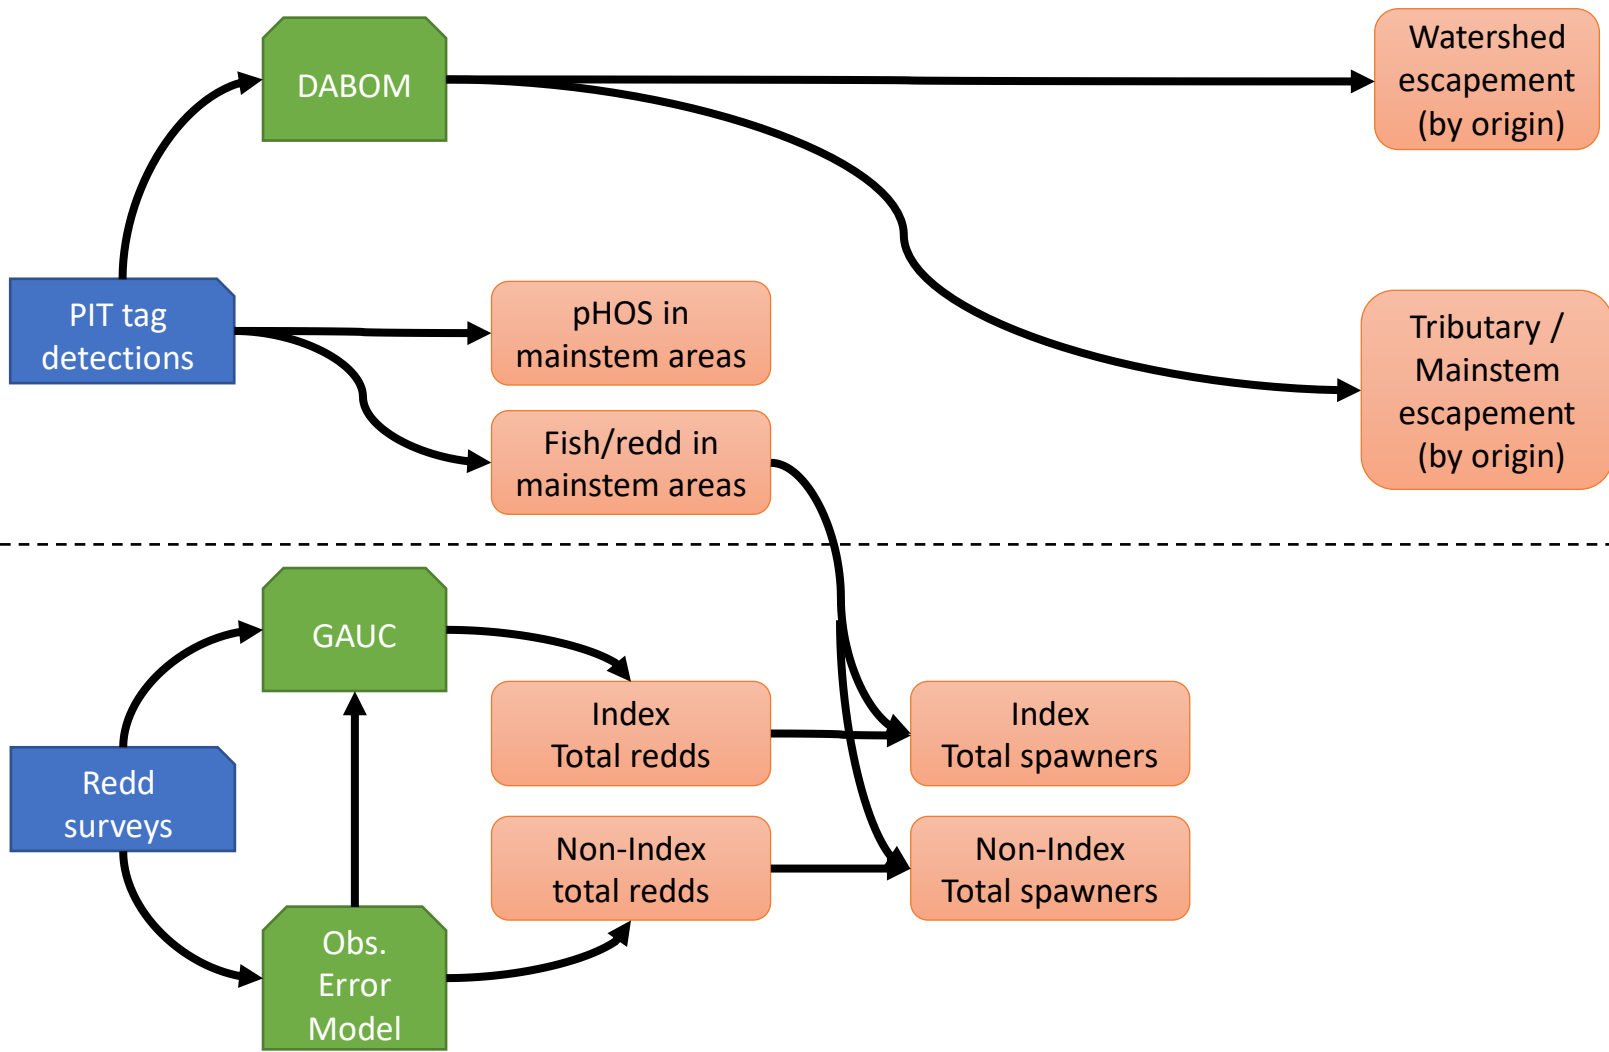 DABOM
Watershed
escapement
(by origin)
PIT tag
detections
pHOS in
mainstem areas
Fish/redd in
mainstem areas
Tributary /
Mainstem
escapement
(by origin)
GAUC
Redd
surveys
Index
Total redds
Index
Total spawners
Non-Index
total redds
Non-Index
Total spawners
Obs.
Error
Model